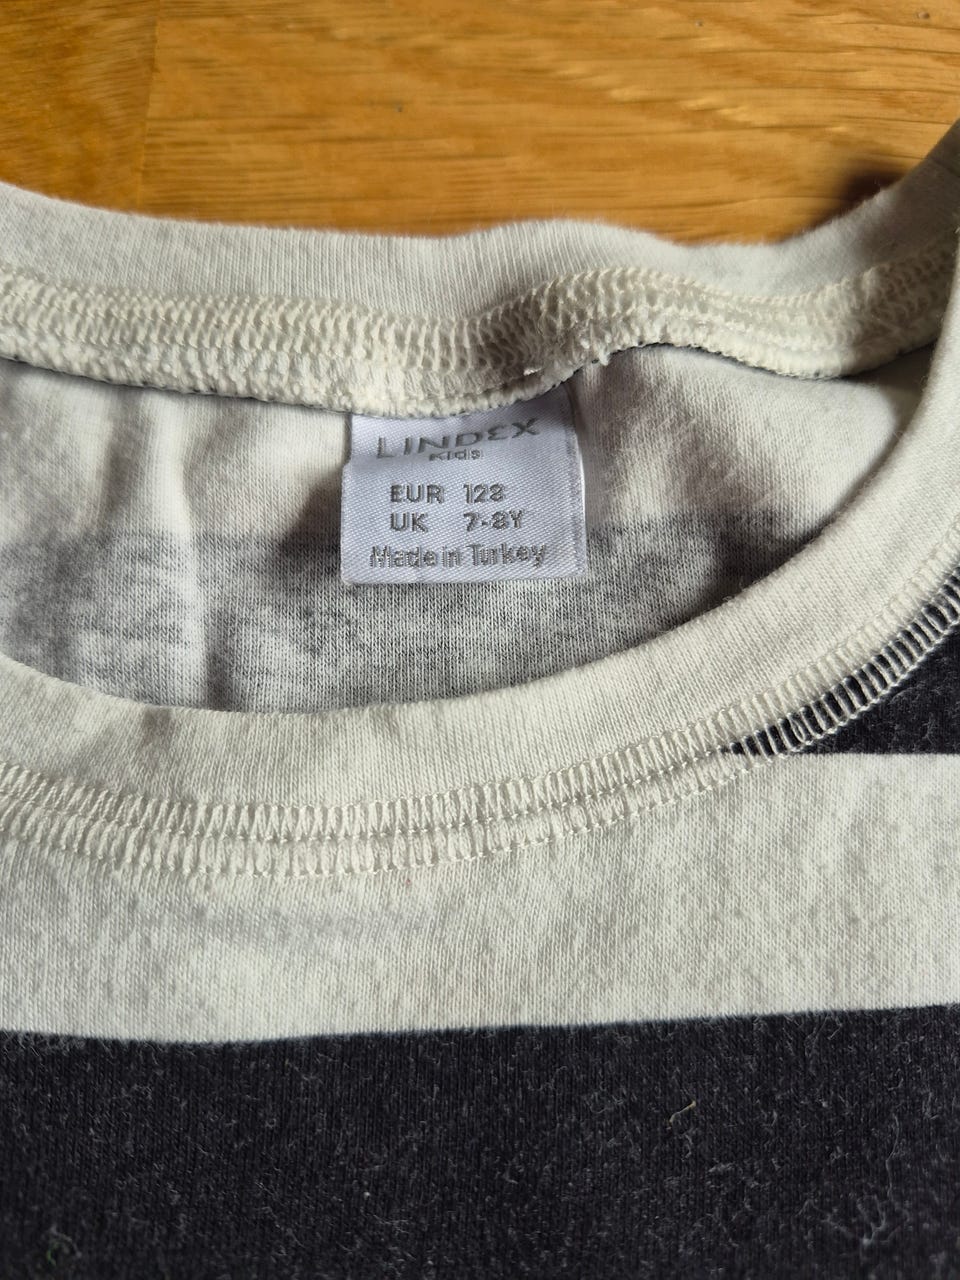 LINDEX
Kids
EUR 128
UK 7-8Y
Made in Turkey